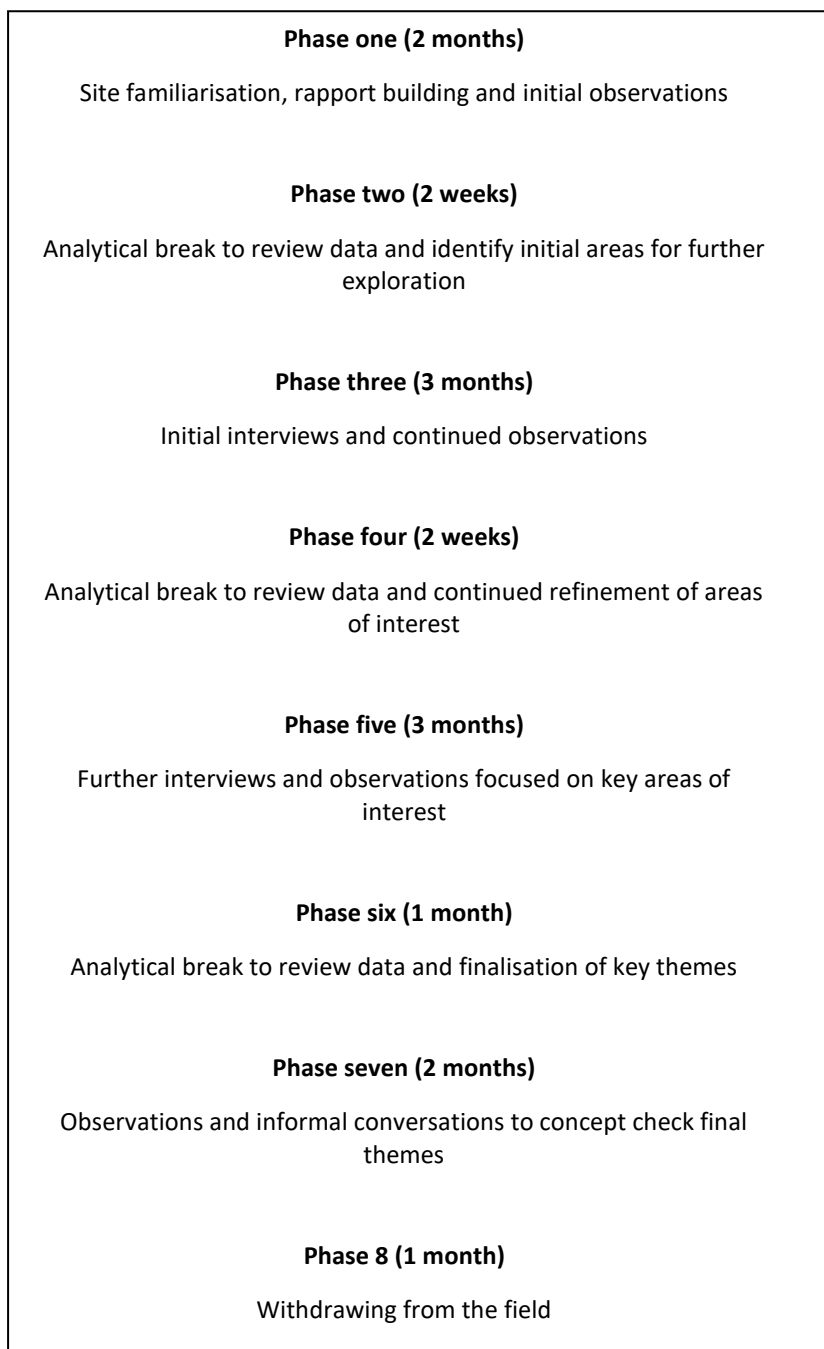 Phase one (2 months)
Site familiarisation, rapport building and initial observations
Phase two (2 weeks)
Analytical break to review data and identify initial areas for further
exploration
Phase three (3 months)
Initial interviews and continued observations
Phase four (2 weeks)
Analytical break to review data and continued refinement of areas
of interest
Phase five (3 months)
Further interviews and observations focused on key areas of
interest
Phase six (1 month)
Analytical break to review data and finalisation of key themes
Phase seven (2 months)
Observations and informal conversations to concept check final
themes
Phase 8 (1 month)
Withdrawing from the field